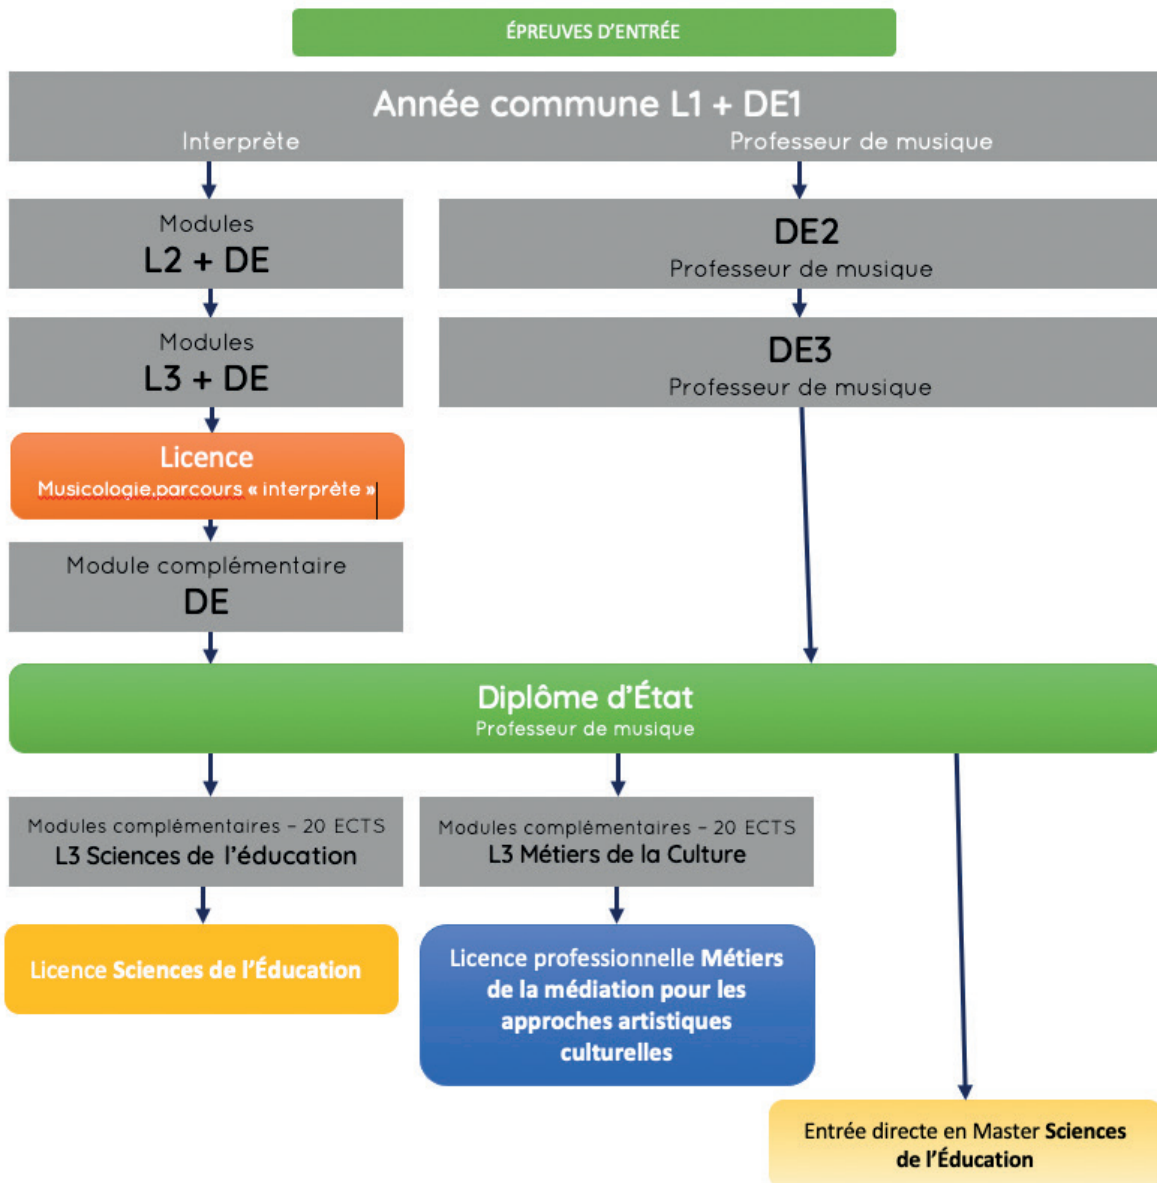 ÉPREUVES D'ENTRÉE
Année commune L1 + DE1
Interprète
Professeur de musique
Modules
L2 + DE
DE2
Professeur de musique
Modules
L3 + DE
DE3
Professeur de musique
Licence
Musicologie,parcours « interprète »
Module complémentaire
DE
Diplôme d'État
Professeur de musique
Modules complémentaires – 20 ECTS
L3 Sciences de l'éducation
Modules complémentaires – 20 ECTS
L3 Métiers de la Culture
Licence Sciences de l'Éducation
Licence professionnelle Métiers
de la médiation pour les
approches artistiques
culturelles
Entrée directe en Master Sciences
de l'Éducation